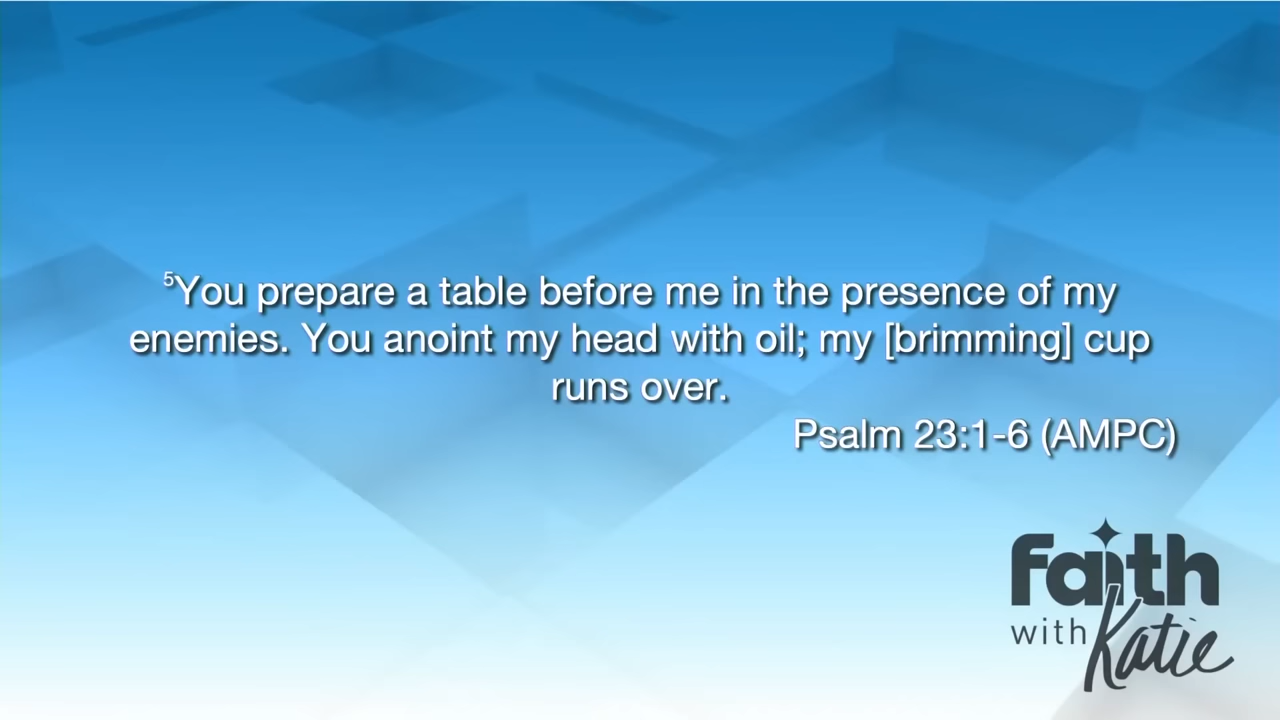 ⁵You prepare a table before me in the presence of my
enemies. You anoint my head with oil; my [brimming] cup
runs over.
Psalm 23:1-6 (AMPC)
faith
with Katie